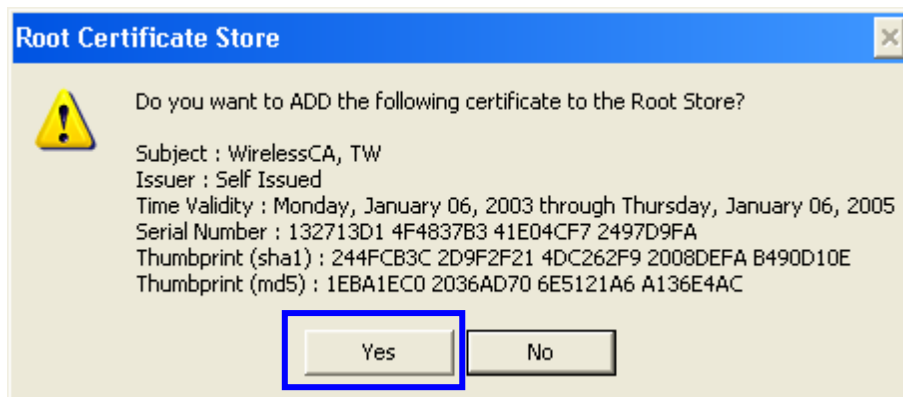 Root Certificate Store
Do you want to ADD the following certificate to the Root Store?
Subject : WirelessCA, TW
Issuer : Self Issued
Time Validity : Monday, January 06, 2003 through Thursday, January 06, 2005
Serial Number : 132713D1 4F4837B3 41E04CF7 2497D9FA
Thumbprint (sha1) : 244FCB3C 2D9F2F21 4DC262F9 2008DEFA B490D10E
Thumbprint (md5) : 1EBA1EC0 2036AD70 6E5121A6 A136E4AC
Yes No